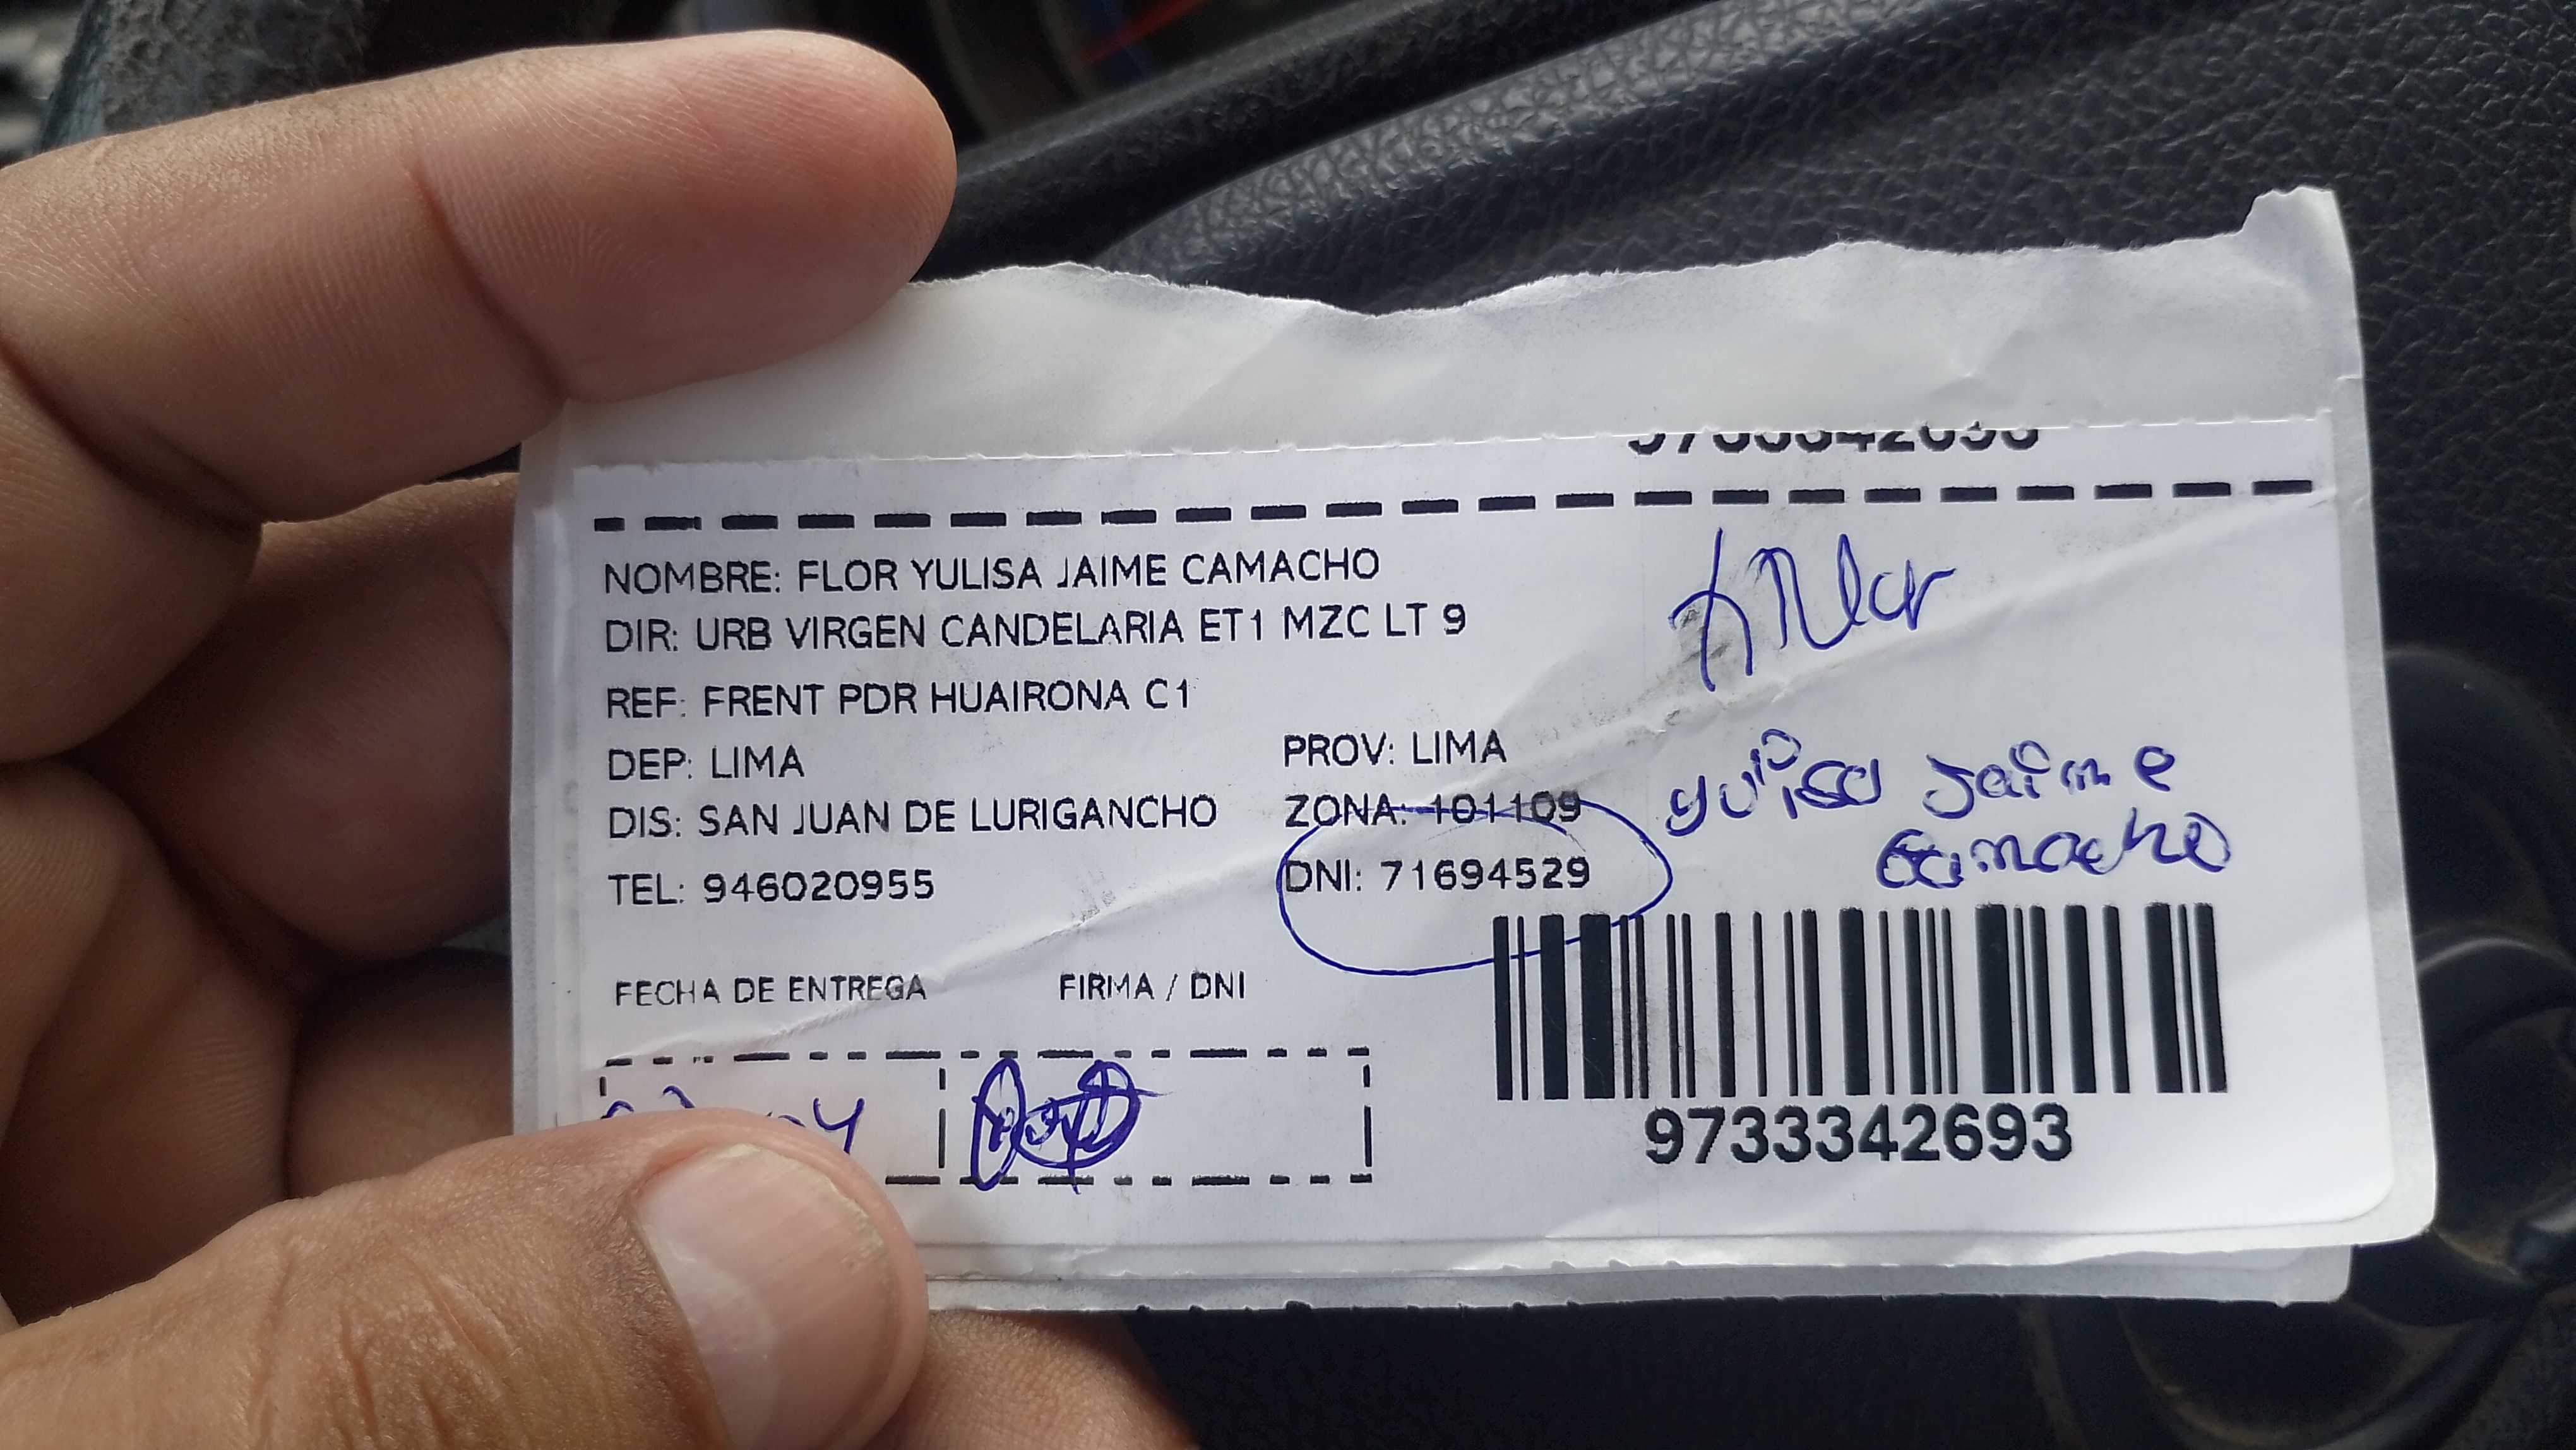 NOMBRE: FLOR YULISA JAIME CAMACHO
DIR: URB VIRGEN CANDELARIA ET1 MZC LT 9
REF: FRENT PDR HUAIRONA C1
DEP: LIMA
PROV: LIMA
DIS: SAN JUAN DE LURIGANCHO
ZONA: 101109
TEL: 946020955
DNI: 71694529
Jaime
Camacho
FECHA DE ENTREGA
FIRMA / DNI
9733342693